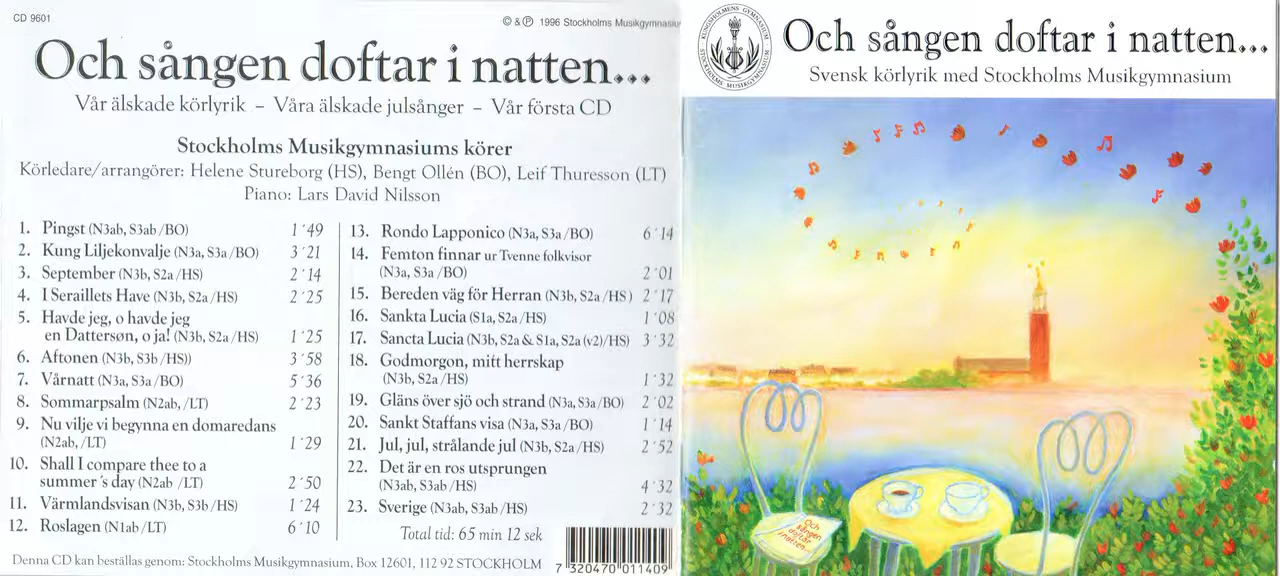 CD 9601
© & ℗ 1996 Stockholms Musikgymnasiu
Och sången doftar i natten...
Vår älskade körlyrik – Våra älskade julsånger – Vår första CD
Stockholms Musikgymnasiums körer
Körledare/arrangörer: Helene Stureborg (HS), Bengt Ollén (BO), Leif Thuresson (LT)
Piano: Lars David Nilsson
1. Pingst (N3ab, S3ab /BO) 1´49
2. Kung Liljekonvalje (N3a, S3a /BO) 3´21
3. September (N3b, S2a /HS) 2´14
4. I Seraillets Have (N3b, S2a /HS) 2´25
5. Havde jeg, o havde jeg
en Dattersøn, o ja! (N3b, S2a /HS) 1´25
6. Aftonen (N3b, S3b /HS)) 3´58
7. Vårnatt (N3a, S3a /BO) 5´36
8. Sommarpsalm (N2ab, /LT) 2´23
9. Nu vilje vi begynna en domaredans
(N2ab, /LT) 1´29
10. Shall I compare thee to a
summer´s day (N2ab /LT) 2´50
11. Värmlandsvisan (N3b, S3b /HS) 1´24
12. Roslagen (N1ab /LT) 6´10
13. Rondo Lapponico (N3a, S3a /BO) 6´14
14. Femton finnar ur Tvenne folkvisor
(N3a, S3a /BO) 2´01
15. Bereden väg för Herran (N3b, S2a /HS ) 2´17
16. Sankta Lucia (S1a, S2a /HS) 1´08
17. Sancta Lucia (N3b, S2a & S1a, S2a (v2)/HS) 3´32
18. Godmorgon, mitt herrskap
(N3b, S2a /HS) 1´32
19. Gläns över sjö och strand (N3a, S3a /BO) 2´02
20. Sankt Staffans visa (N3a, S3a /BO) 1´14
21. Jul, jul, strålande jul (N3b, S2a /HS) 2´52
22. Det är en ros utsprungen
(N3ab, S3ab /HS) 4´32
23. Sverige (N3ab, S3ab /HS) 2´32
Total tid: 65 min 12 sek
Denna CD kan beställas genom: Stockholms Musikgymnasium, Box 12601, 112 92 STOCKHOLM
7 320470 011409
KUNGSHOLMENS GYMNASIUM
STOCKHOLMS MUSIKGYMNASIUM
Och sången doftar i natten...
Svensk körlyrik med Stockholms Musikgymnasium
Och
sången
doftar
i natten...